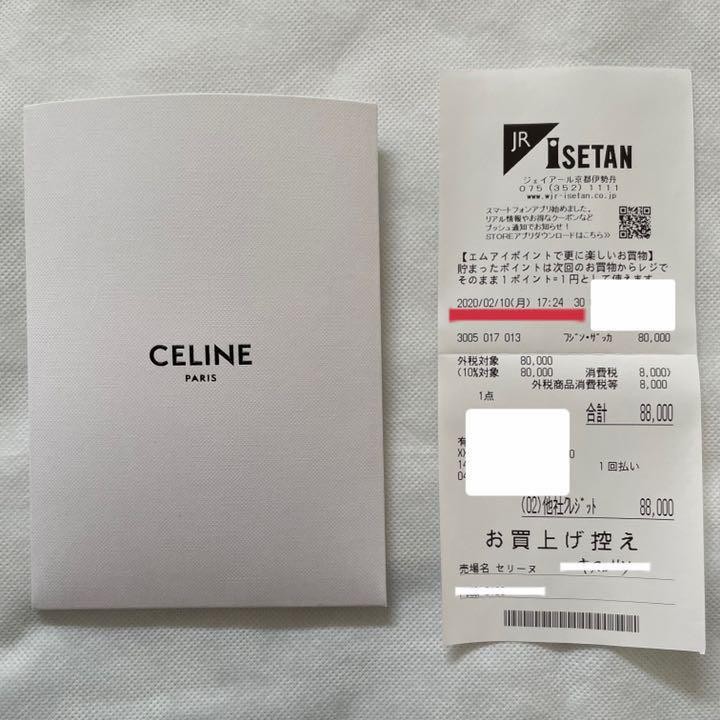 CELINE
PARIS
JR ISETAN
ジェイアール京都伊勢丹
075(352)1111
www.wjr-isetan.co.jp
スマートフォンアプリ始めました。
リアル情報やお得なクーポンなど
プッシュ通知でお知らせ！
STOREアプリダウンロードはこちら≫
【エムアイポイントで更に楽しいお買物】
貯まったポイントは次回のお買物からレジで
そのまま1ポイント=1円として使えます
2020/02/10(月) 17:24 30
3005 017 013 フジン・ザッカ 80,000
外税対象 80,000
(10%対象 消費税 8,000)
外税商品消費税等 8,000
1点
合計 88,000
有
XX
14 1回払い
04
(02)他社クレジット 88,000
お買上げ控え
売場名 セリーヌ